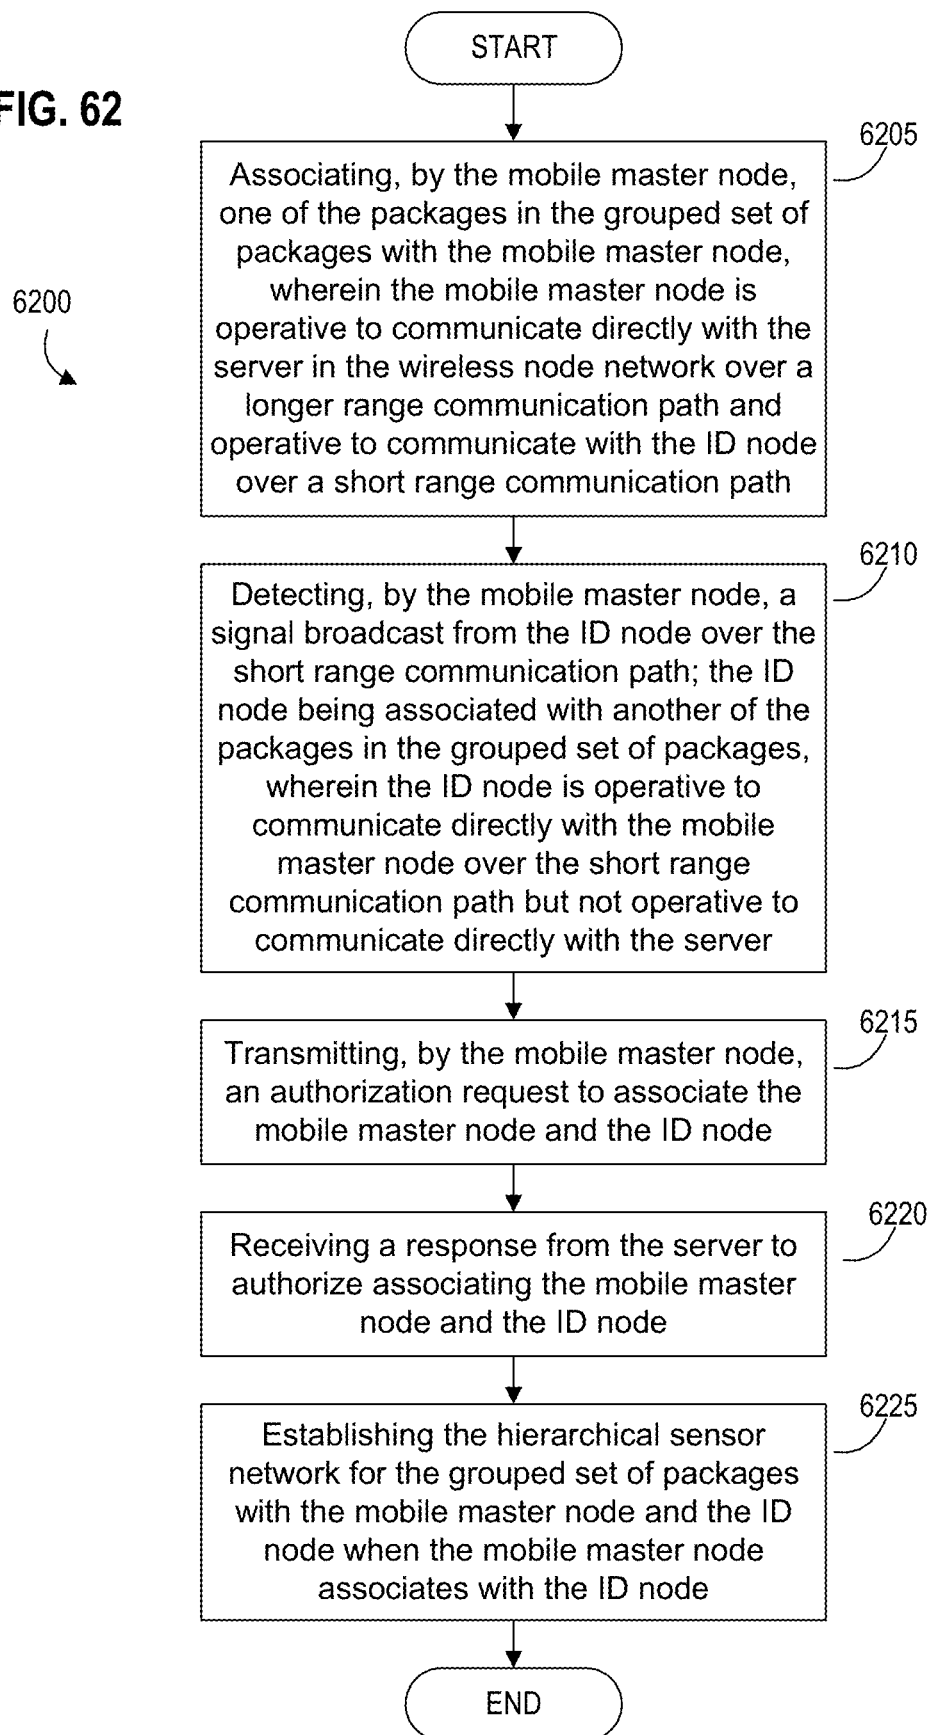 START
FIG. 62
6205
Associating, by the mobile master node,
one of the packages in the grouped set of
packages with the mobile master node,
wherein the mobile master node is
operative to communicate directly with the
server in the wireless node network over a
longer range communication path and
operative to communicate with the ID node
over a short range communication path
6200
6210
Detecting, by the mobile master node, a
signal broadcast from the ID node over the
short range communication path; the ID
node being associated with another of the
packages in the grouped set of packages,
wherein the ID node is operative to
communicate directly with the mobile
master node over the short range
communication path but not operative to
communicate directly with the server
6215
Transmitting, by the mobile master node,
an authorization request to associate the
mobile master node and the ID node
6220
Receiving a response from the server to
authorize associating the mobile master
node and the ID node
6225
Establishing the hierarchical sensor
network for the grouped set of packages
with the mobile master node and the ID
node when the mobile master node
associates with the ID node
END